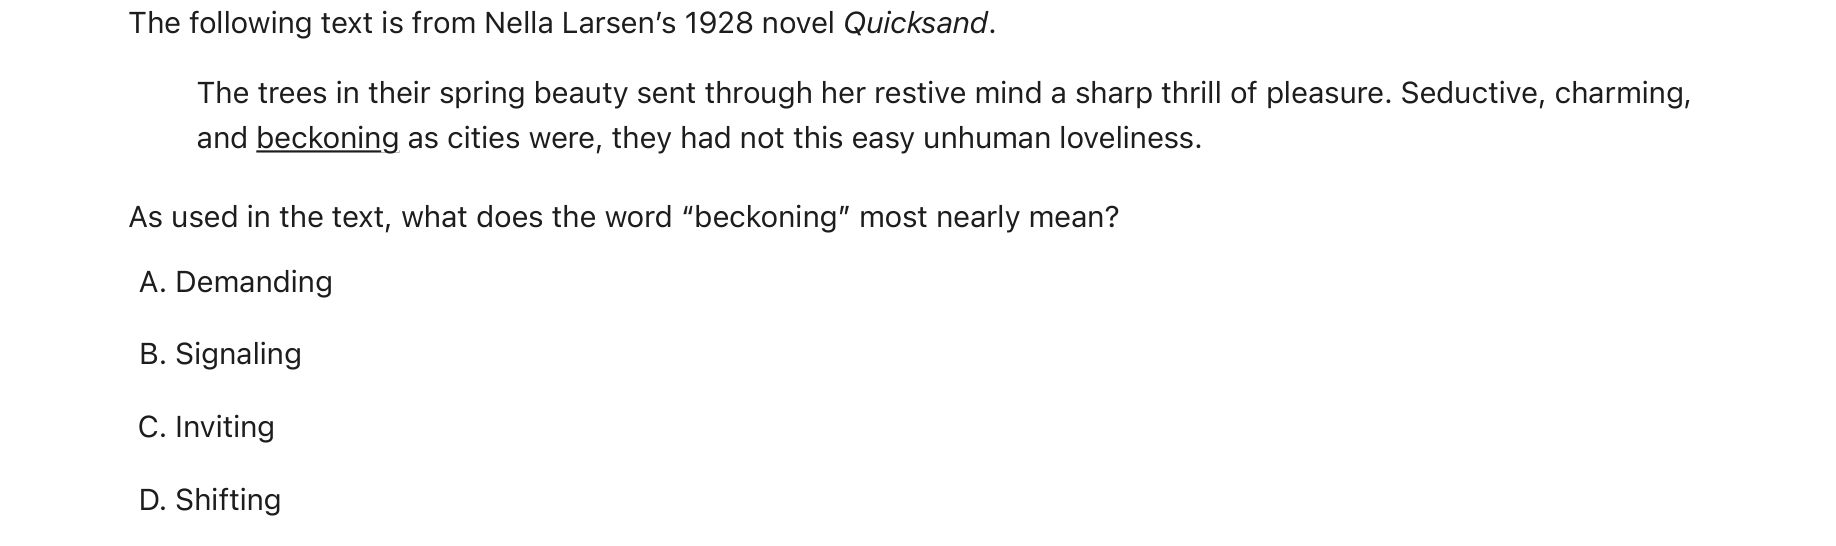 The following text is from Nella Larsen’s 1928 novel Quicksand.
The trees in their spring beauty sent through her restive mind a sharp thrill of pleasure. Seductive, charming,
and beckoning as cities were, they had not this easy unhuman loveliness.
As used in the text, what does the word “beckoning” most nearly mean?
A. Demanding
B. Signaling
C. Inviting
D. Shifting